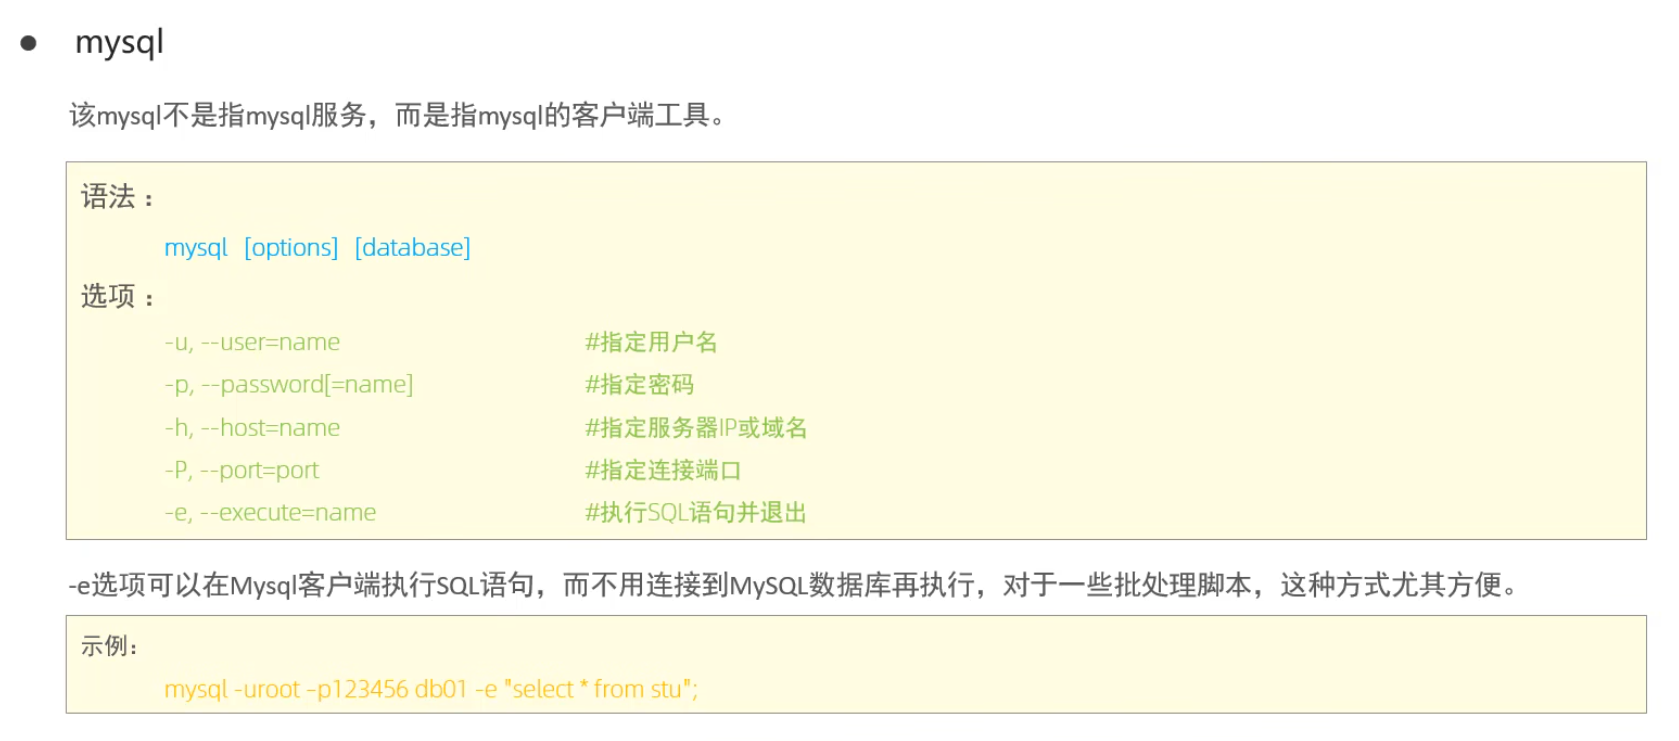 ● mysql
该mysql不是指mysql服务，而是指mysql的客户端工具。
语法：
mysql [options] [database]
选项：
-u, --user=name #指定用户名
-p, --password[=name] #指定密码
-h, --host=name #指定服务器IP或域名
-P, --port=port #指定连接端口
-e, --execute=name #执行SQL语句并退出
-e选项可以在Mysql客户端执行SQL语句，而不用连接到MySQL数据库再执行，对于一些批处理脚本，这种方式尤其方便。
示例：
mysql -uroot –p123456 db01 -e "select * from stu";